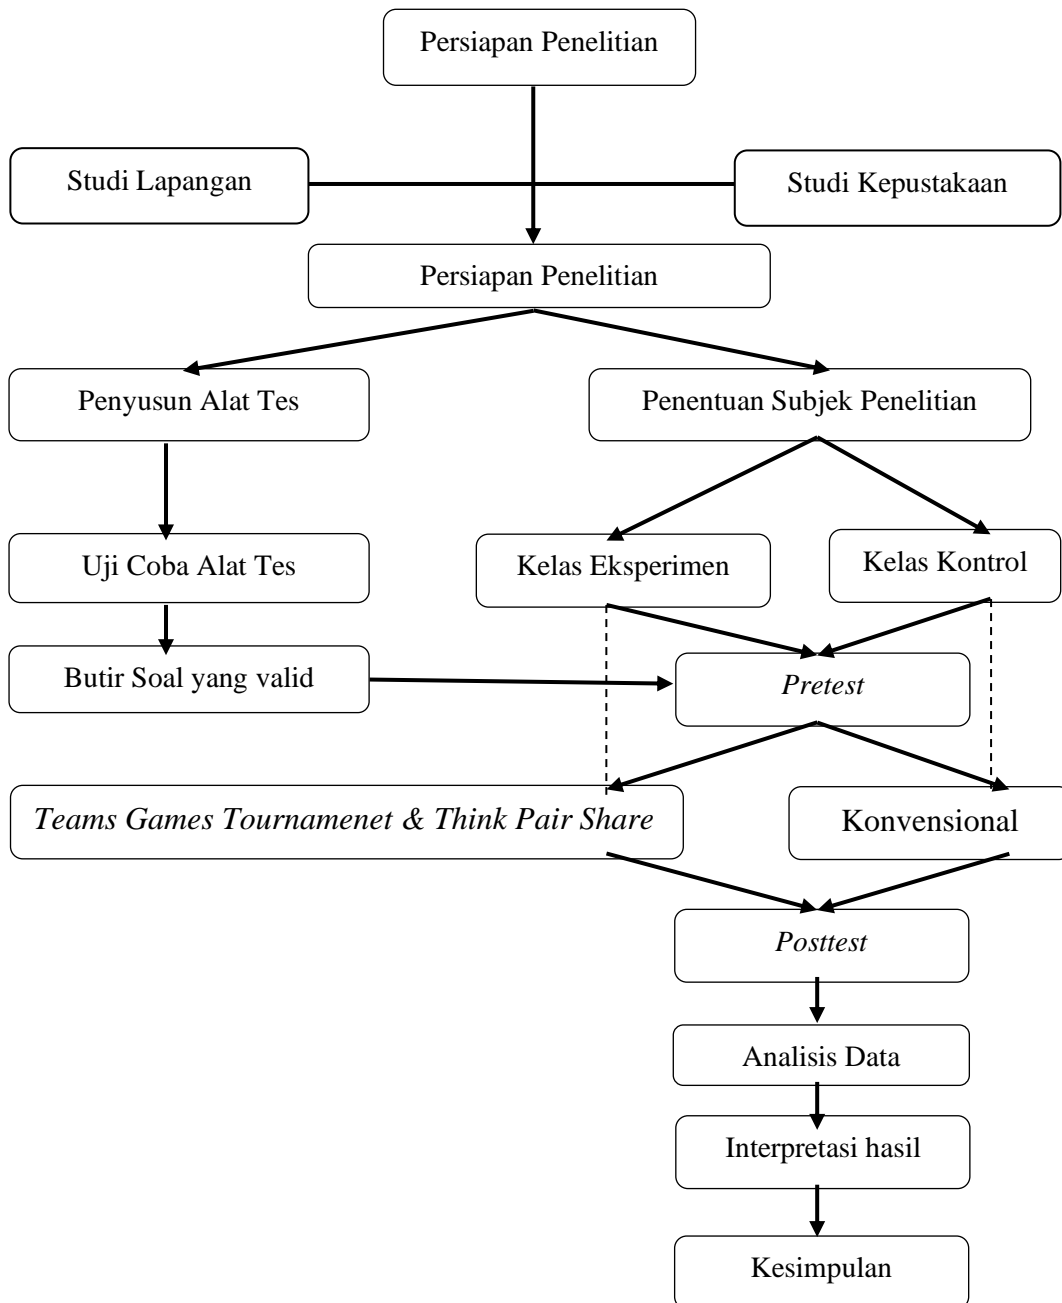 Persiapan Penelitian
Studi Lapangan
Studi Kepustakaan
Persiapan Penelitian
Penyusun Alat Tes
Penentuan Subjek Penelitian
Uji Coba Alat Tes
Kelas Eksperimen
Kelas Kontrol
Butir Soal yang valid
Pretest
Teams Games Tournamenet & Think Pair Share
Konvensional
Posttest
Analisis Data
Interpretasi hasil
Kesimpulan